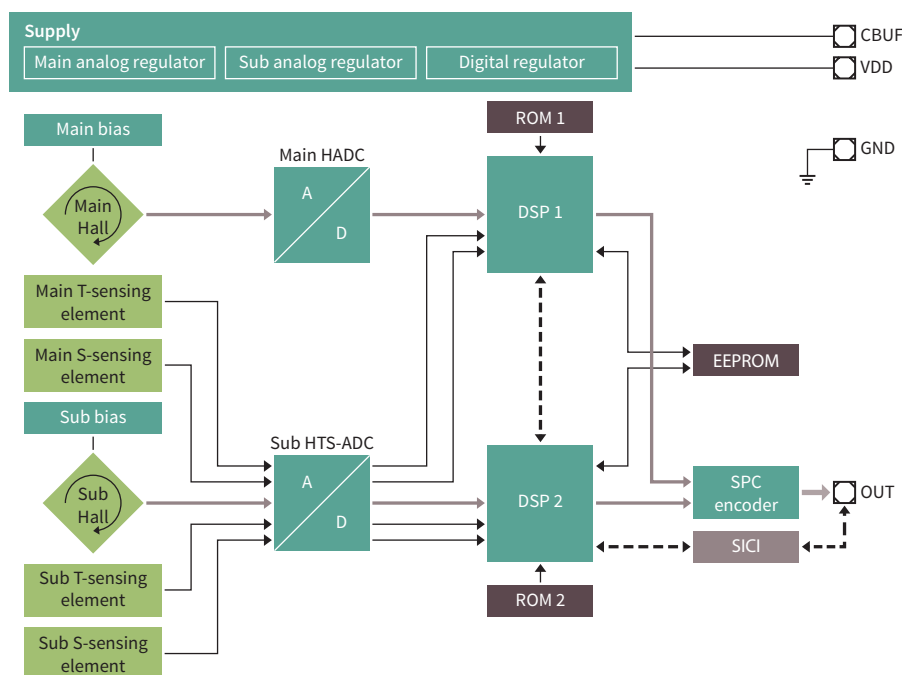 Supply
Main analog regulator
Sub analog regulator
Digital regulator
CBUF
VDD
GND
Main bias
ROM 1
Main HADC
A
D
Main
Hall
DSP 1
Main T-sensing
element
Main S-sensing
element
EEPROM
Sub bias
Sub HTS-ADC
A
D
Sub
Hall
DSP 2
SPC
encoder
OUT
SICI
Sub T-sensing
element
ROM 2
Sub S-sensing
element